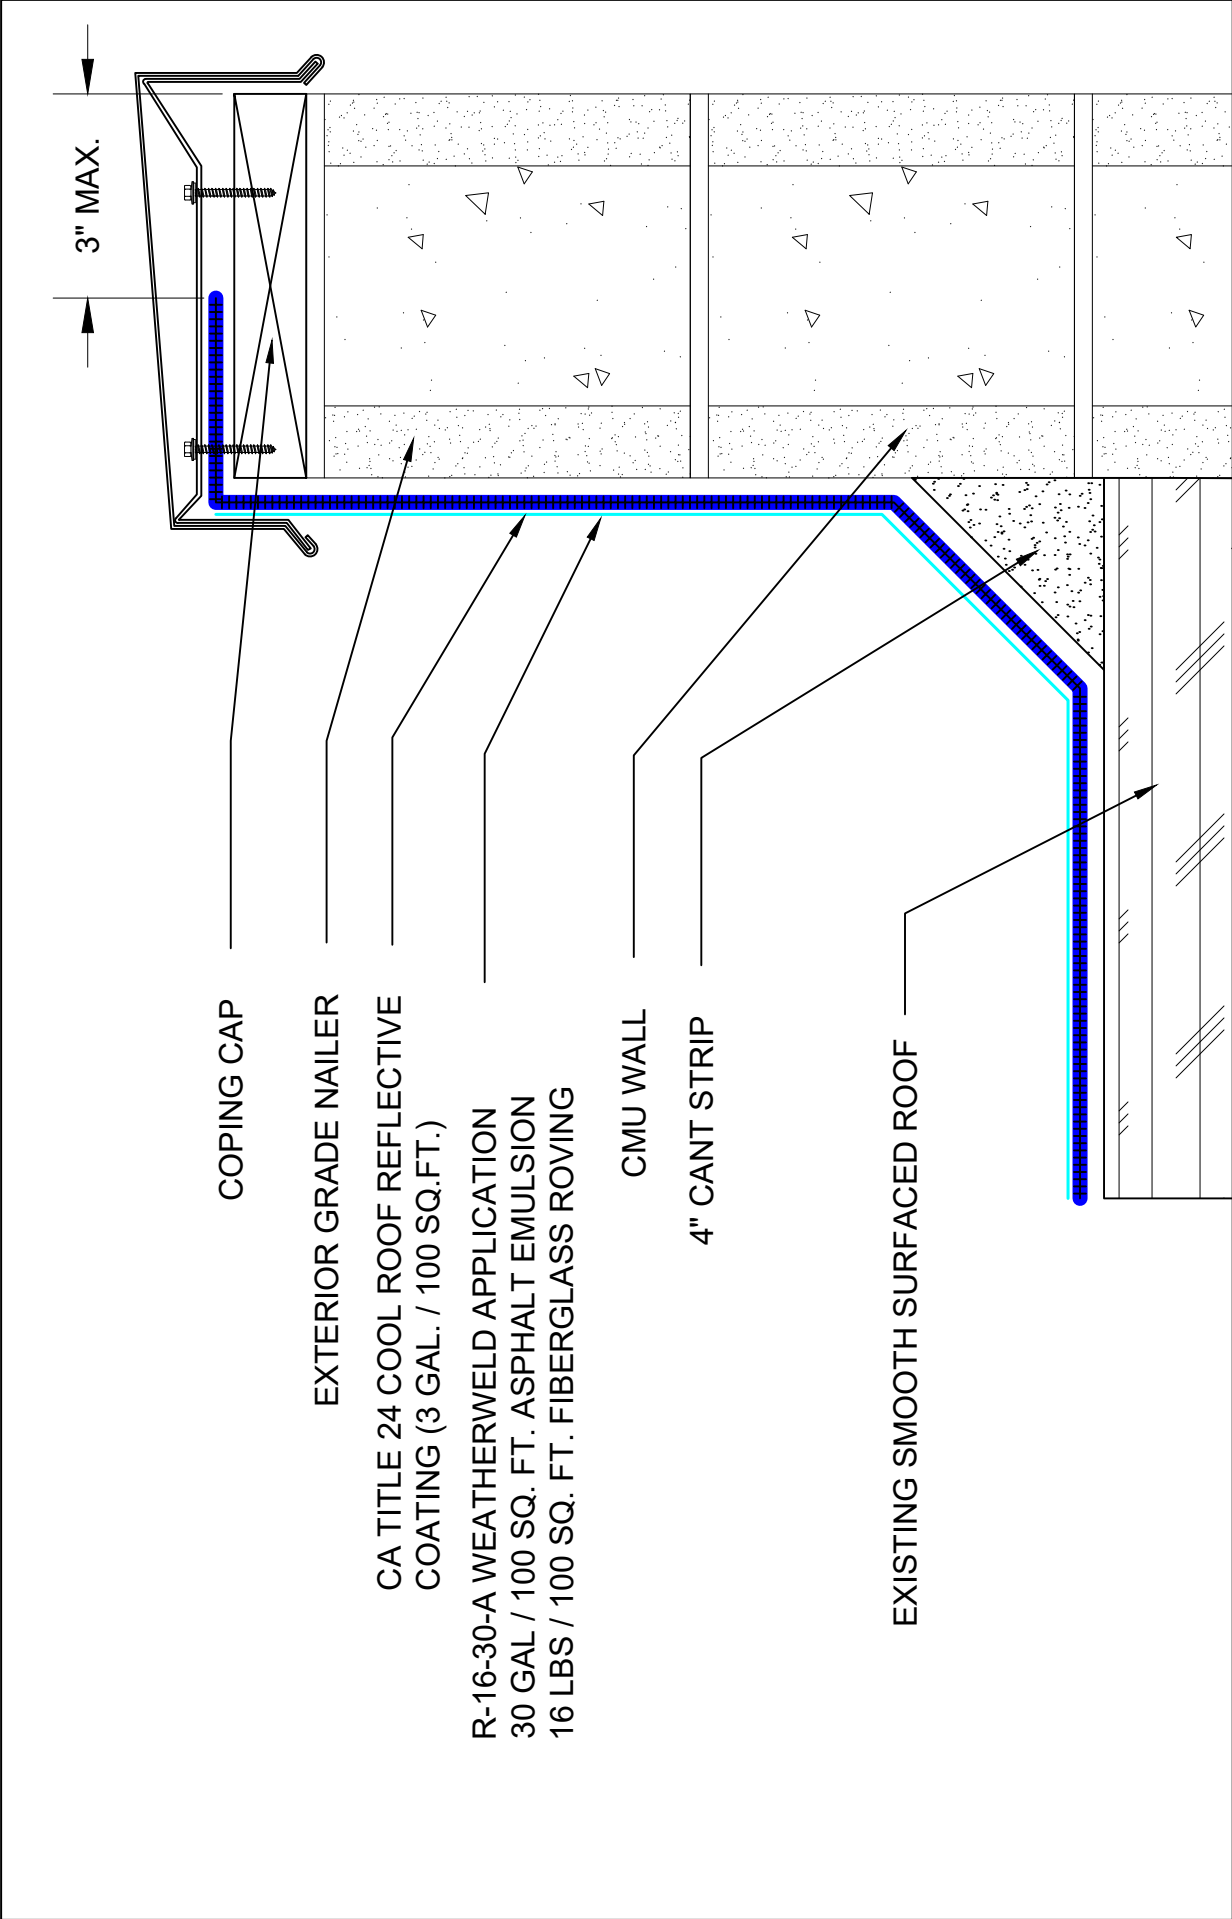 3" MAX.
COPING CAP
EXTERIOR GRADE NAILER
CA TITLE 24 COOL ROOF REFLECTIVE
COATING (3 GAL. / 100 SQ.FT.)
R-16-30-A WEATHERWELD APPLICATION
30 GAL / 100 SQ. FT. ASPHALT EMULSION
16 LBS / 100 SQ. FT. FIBERGLASS ROVING
CMU WALL
4" CANT STRIP
EXISTING SMOOTH SURFACED ROOF